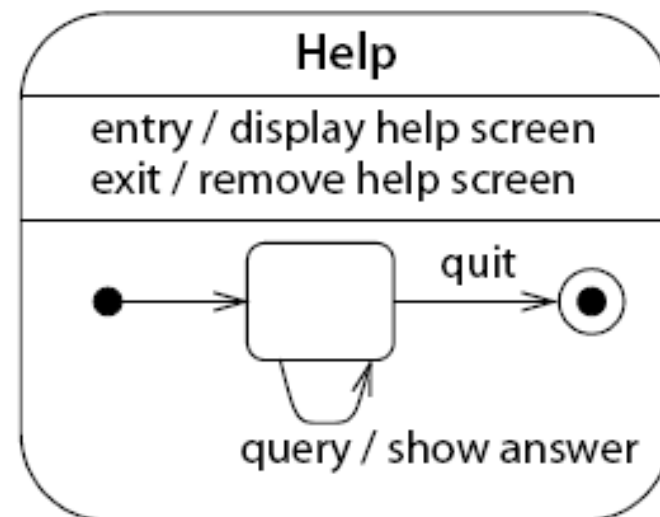 Help
entry / display help screen
exit / remove help screen
quit
query / show answer